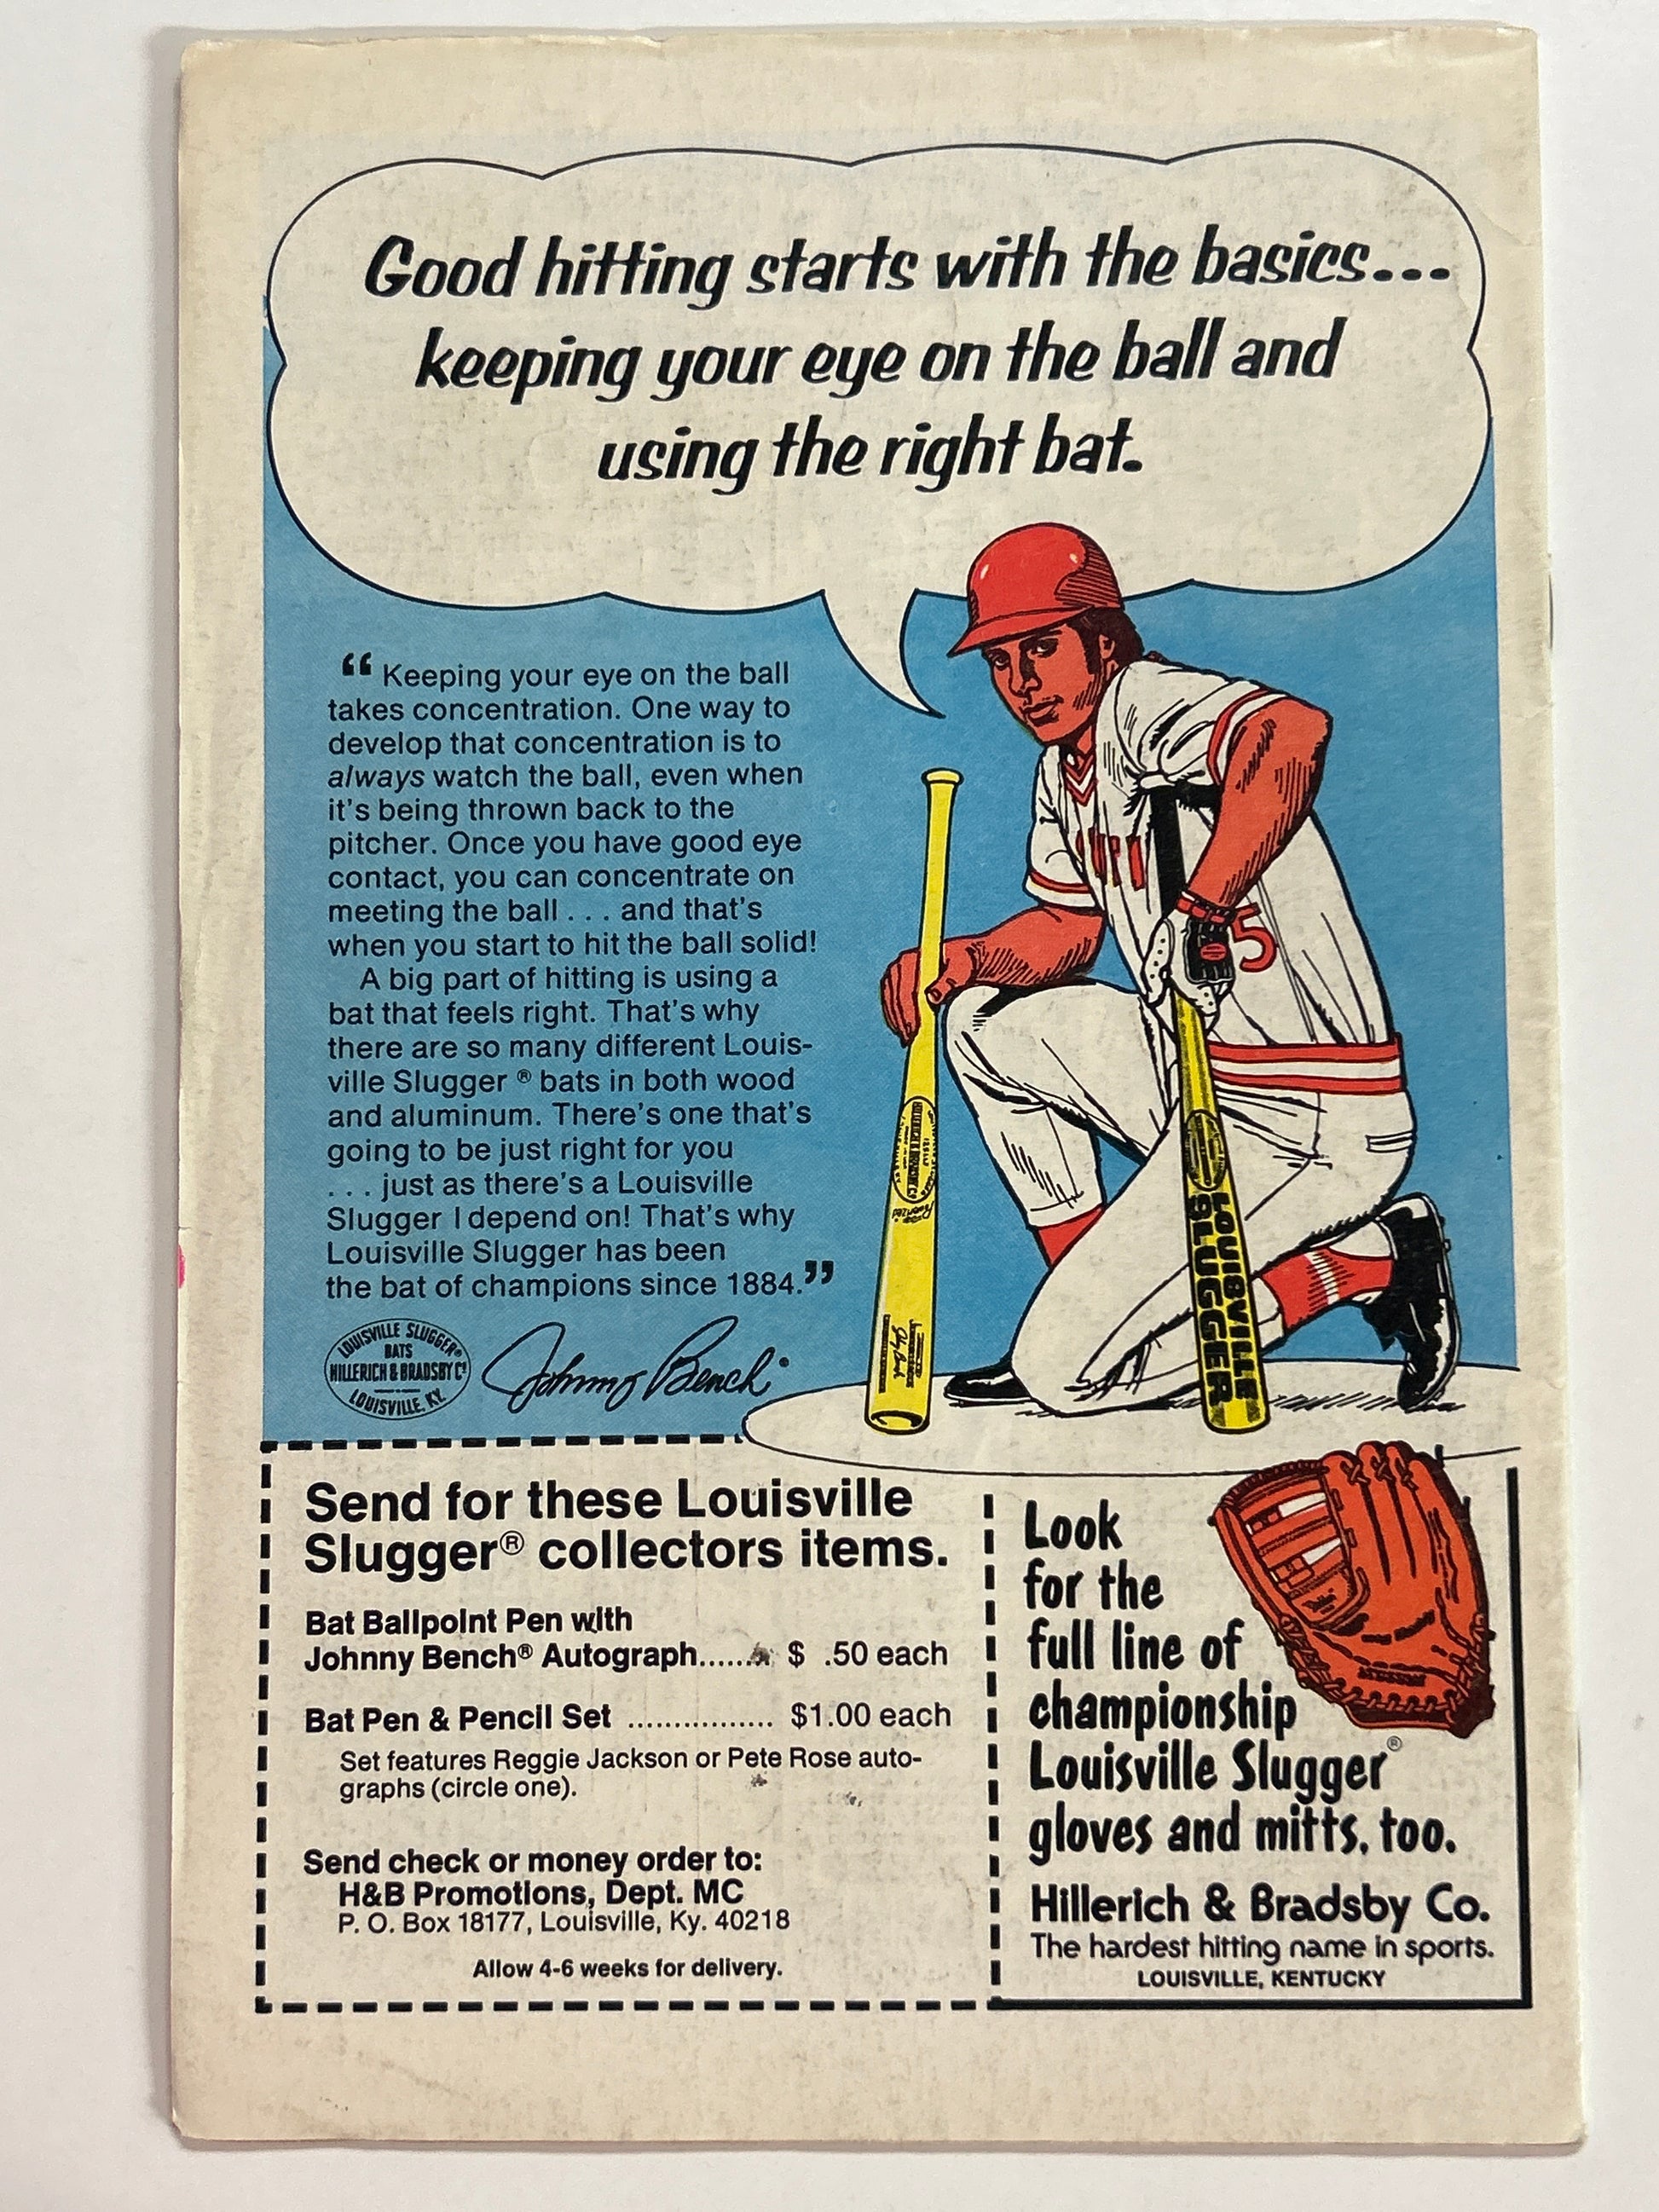 Good hitting starts with the basics...
keeping your eye on the ball and
using the right bat.
“ Keeping your eye on the ball
takes concentration. One way to
develop that concentration is to
always watch the ball, even when
it's being thrown back to the
pitcher. Once you have good eye
contact, you can concentrate on
meeting the ball . . . and that's
when you start to hit the ball solid!
A big part of hitting is using a
bat that feels right. That's why
there are so many different Louis-
ville Slugger ® bats in both wood
and aluminum. There's one that's
going to be just right for you
. . . just as there's a Louisville
Slugger I depend on! That's why
Louisville Slugger has been
the bat of champions since 1884.”
LOUISVILLE SLUGGER®
BATS
HILLERICH & BRADSBY Co
LOUISVILLE, KY.
Johnny Bench
5
HILLERICH & BRADSBY Co
LOUISVILLE
SLUGGER
Send for these Louisville
Slugger® collectors items.
Bat Ballpoint Pen with
Johnny Bench® Autograph....... $ .50 each
Bat Pen & Pencil Set ................ $1.00 each
Set features Reggie Jackson or Pete Rose auto-
graphs (circle one).
Send check or money order to:
H&B Promotions, Dept. MC
P. O. Box 18177, Louisville, Ky. 40218
Allow 4-6 weeks for delivery.
Look
for the
full line of
championship
Louisville Slugger®
gloves and mitts, too.
Hillerich & Bradsby Co.
The hardest hitting name in sports.
LOUISVILLE, KENTUCKY